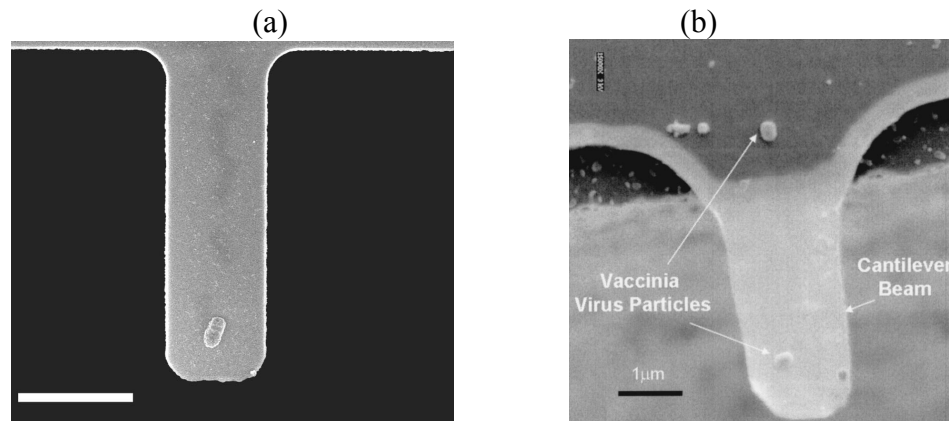 (a)
(b)
Vaccinia
Virus Particles
Cantilever
Beam
1μm